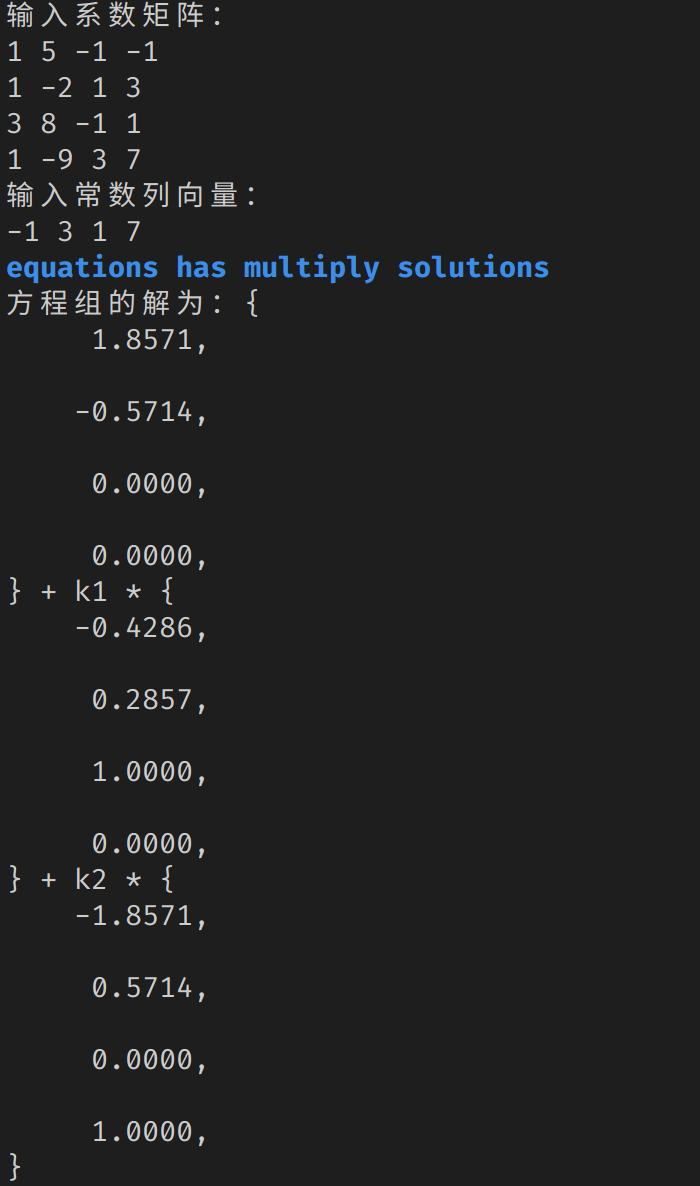 输入系数矩阵：
1 5 -1 -1
1 -2 1 3
3 8 -1 1
1 -9 3 7
输入常数列向量：
-1 3 1 7
equations has multiply solutions
方程组的解为：{
1.8571,
-0.5714,
0.0000,
0.0000,
} + k1 * {
-0.4286,
0.2857,
1.0000,
0.0000,
} + k2 * {
-1.8571,
0.5714,
0.0000,
1.0000,
}